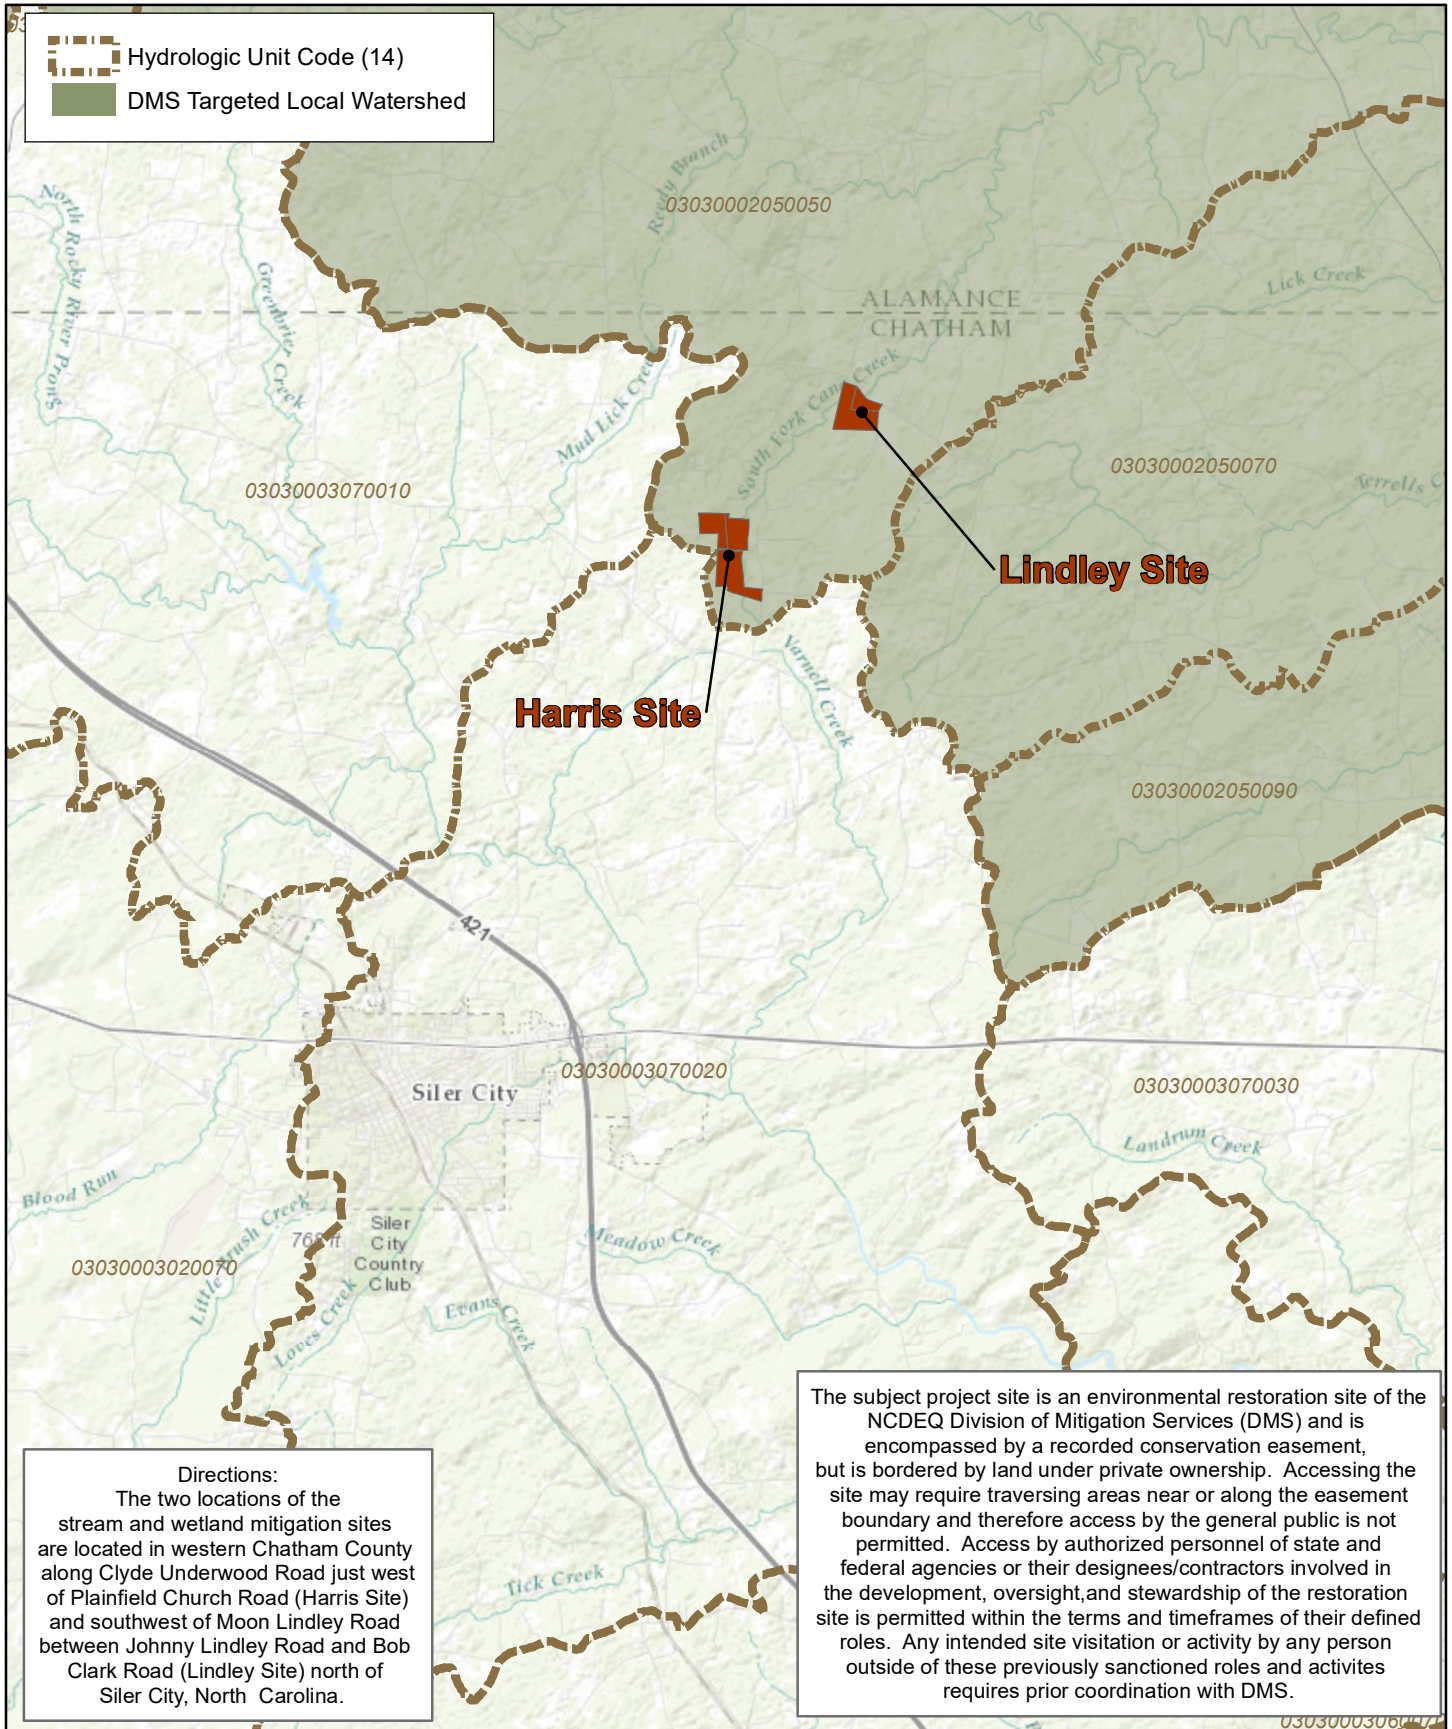 Hydrologic Unit Code (14)
DMS Targeted Local Watershed
Reedy Branch
03030002050050
North Rocky River Prong
Greenbrier Creek
Lick Creek
ALAMANCE
CHATHAM
Mud Lick Creek
South Fork Cane Creek
03030003070010
03030002050070
Terrells C
Lindley Site
Harris Site
Varnell Creek
03030002050090
421
03030003070020
Siler City
03030003070030
Landrum Creek
Blood Run
Little Brush Creek
768 ft
Siler
City
Country
Club
Meadow Creek
03030003020070
Loves Creek
Evans Creek
Tick Creek
Directions:
The two locations of the
stream and wetland mitigation sites
are located in western Chatham County
along Clyde Underwood Road just west
of Plainfield Church Road (Harris Site)
and southwest of Moon Lindley Road
between Johnny Lindley Road and Bob
Clark Road (Lindley Site) north of
Siler City, North  Carolina.
The subject project site is an environmental restoration site of the
NCDEQ Division of Mitigation Services (DMS) and is
encompassed by a recorded conservation easement,
but is bordered by land under private ownership.  Accessing the
site may require traversing areas near or along the easement
boundary and therefore access by the general public is not
permitted.  Access by authorized personnel of state and
federal agencies or their designees/contractors involved in
the development, oversight,and stewardship of the restoration
site is permitted within the terms and timeframes of their defined
roles.  Any intended site visitation or activity by any person
outside of these previously sanctioned roles and activites
requires prior coordination with DMS.